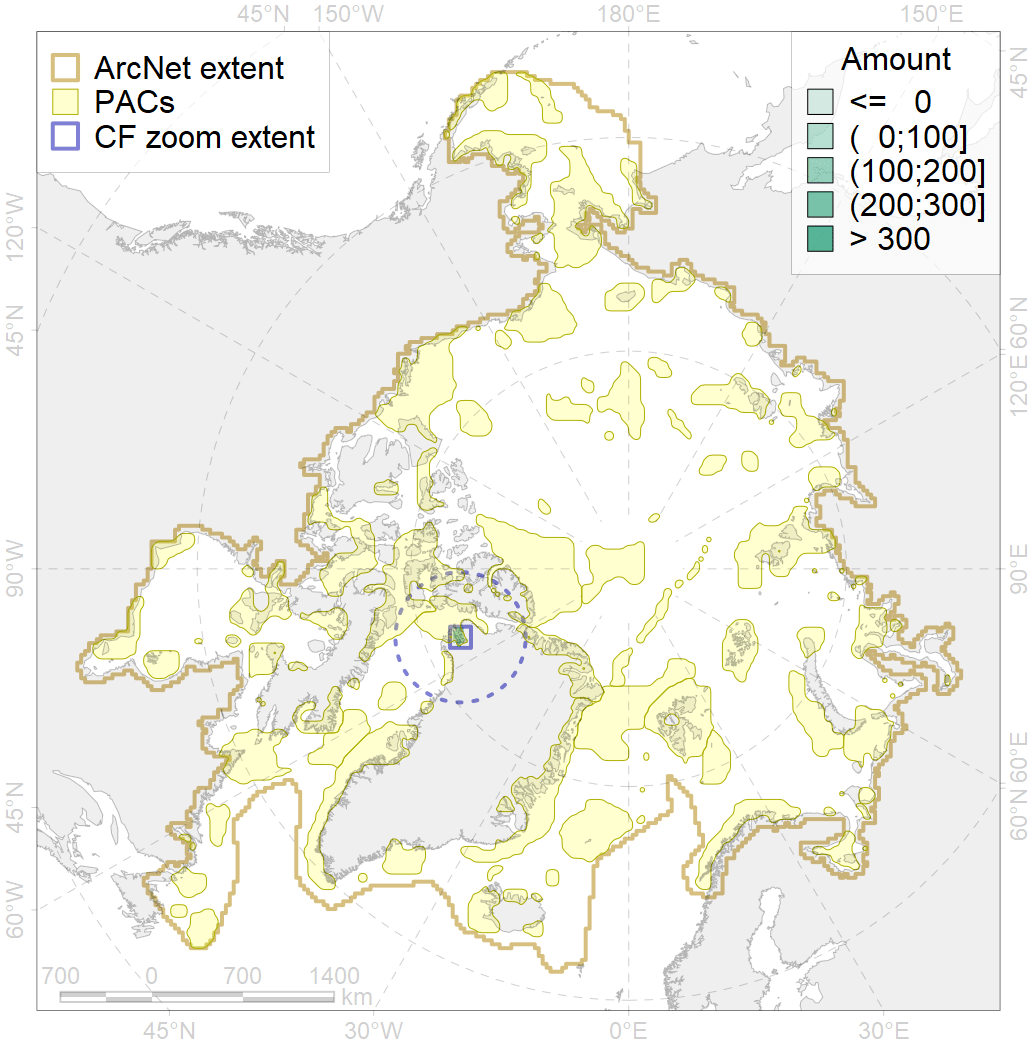 45°N 150°W 180°E 150°E
ArcNet extent
PACs
CF zoom extent
Amount
<= 0
( 0;100]
(100;200]
(200;300]
> 300
45°N
120°W
45°N
90°W
45°N
60°W
60°N
120°E
90°E
60°E
60°N
700 0 700 1400
km
45°N 30°W 0°E 30°E